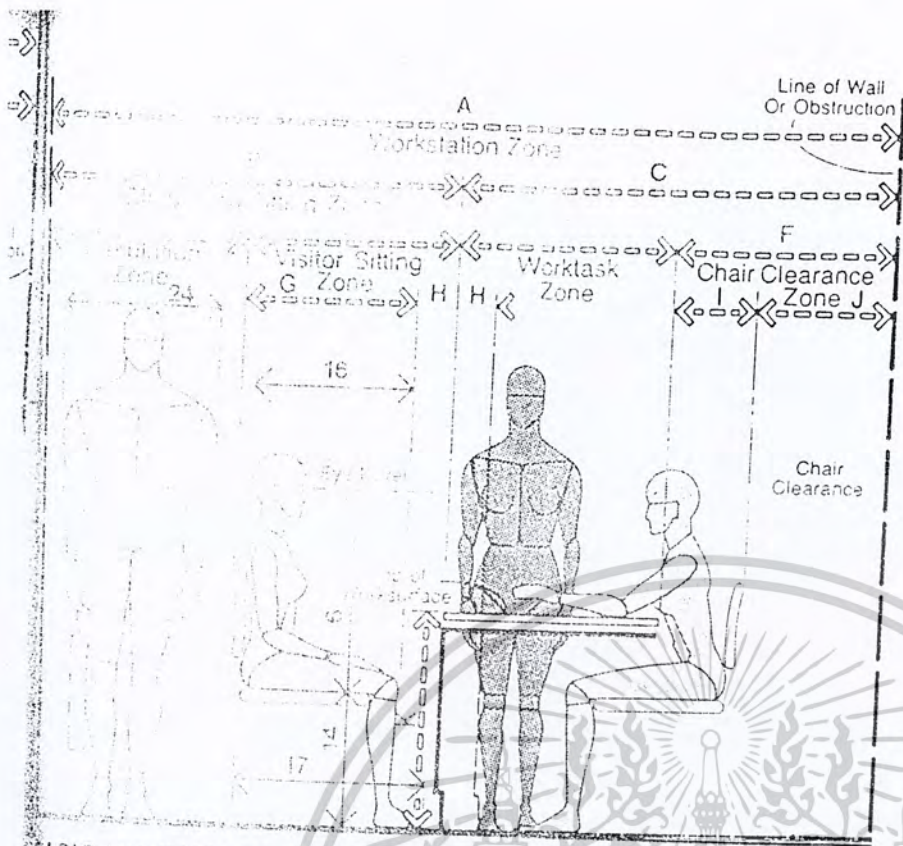 A
Line of Wall
Or Obstruction
Workstation Zone
C
F
Visitor Sitting
Zone
Worktask
Zone
Chair Clearance
Zone
G
H
H
I
J
24
16
Chair
Clearance
6
14
17